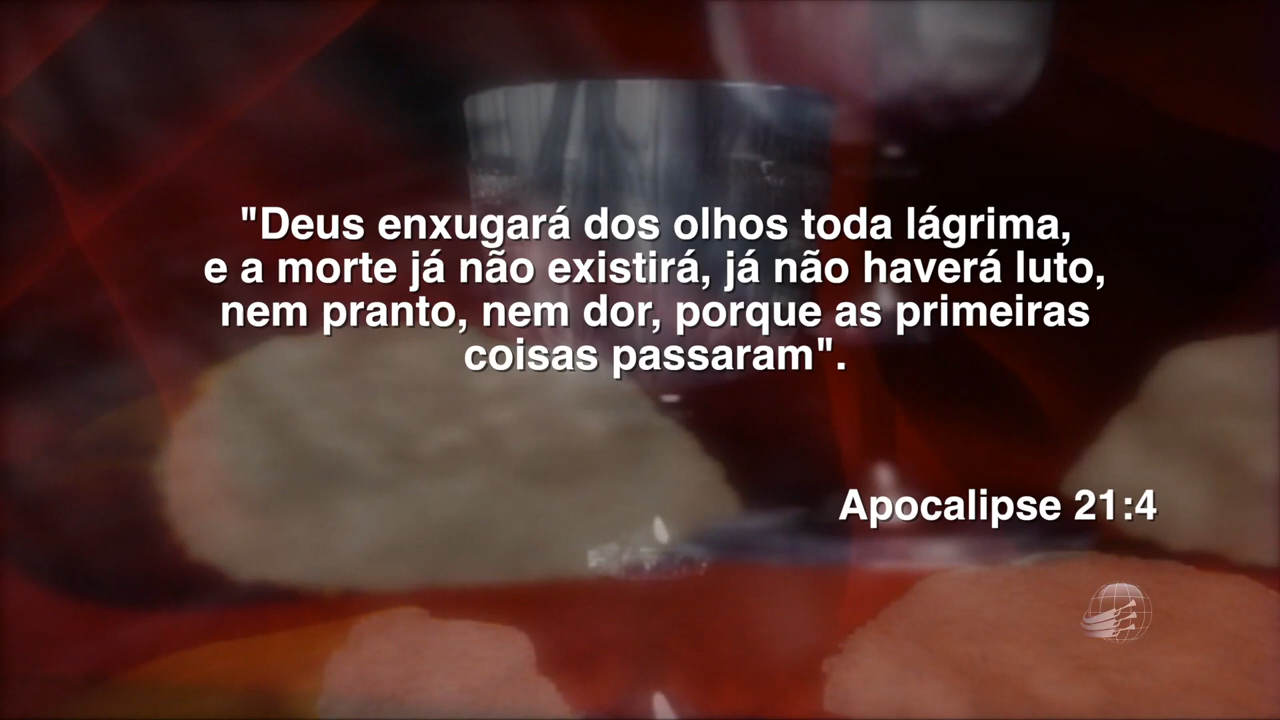 "Deus enxugará dos olhos toda lágrima,
e a morte já não existirá, já não haverá luto,
nem pranto, nem dor, porque as primeiras
coisas passaram".
Apocalipse 21:4